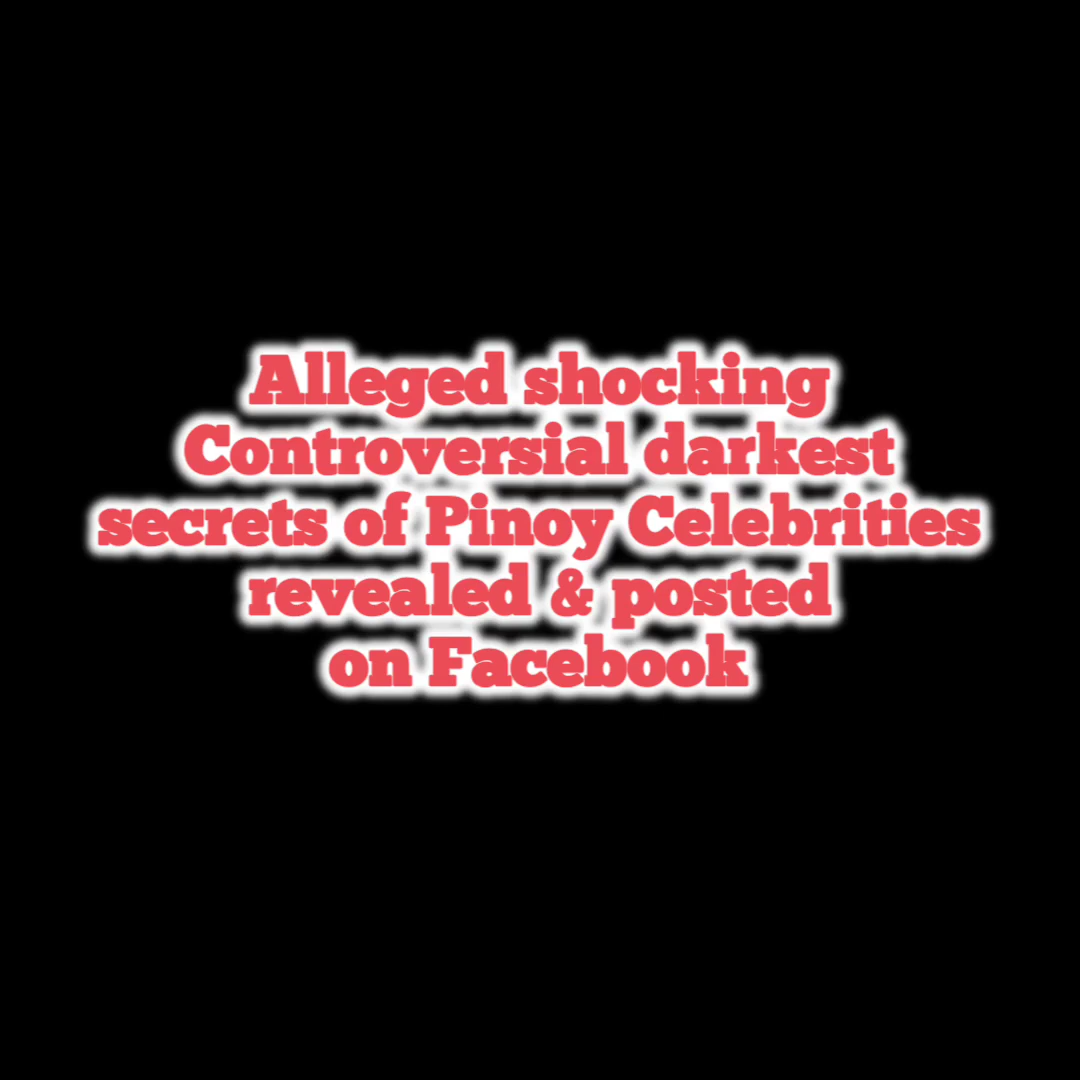 Alleged shocking
Controversial darkest
secrets of Pinoy Celebrities
revealed & posted
on Facebook